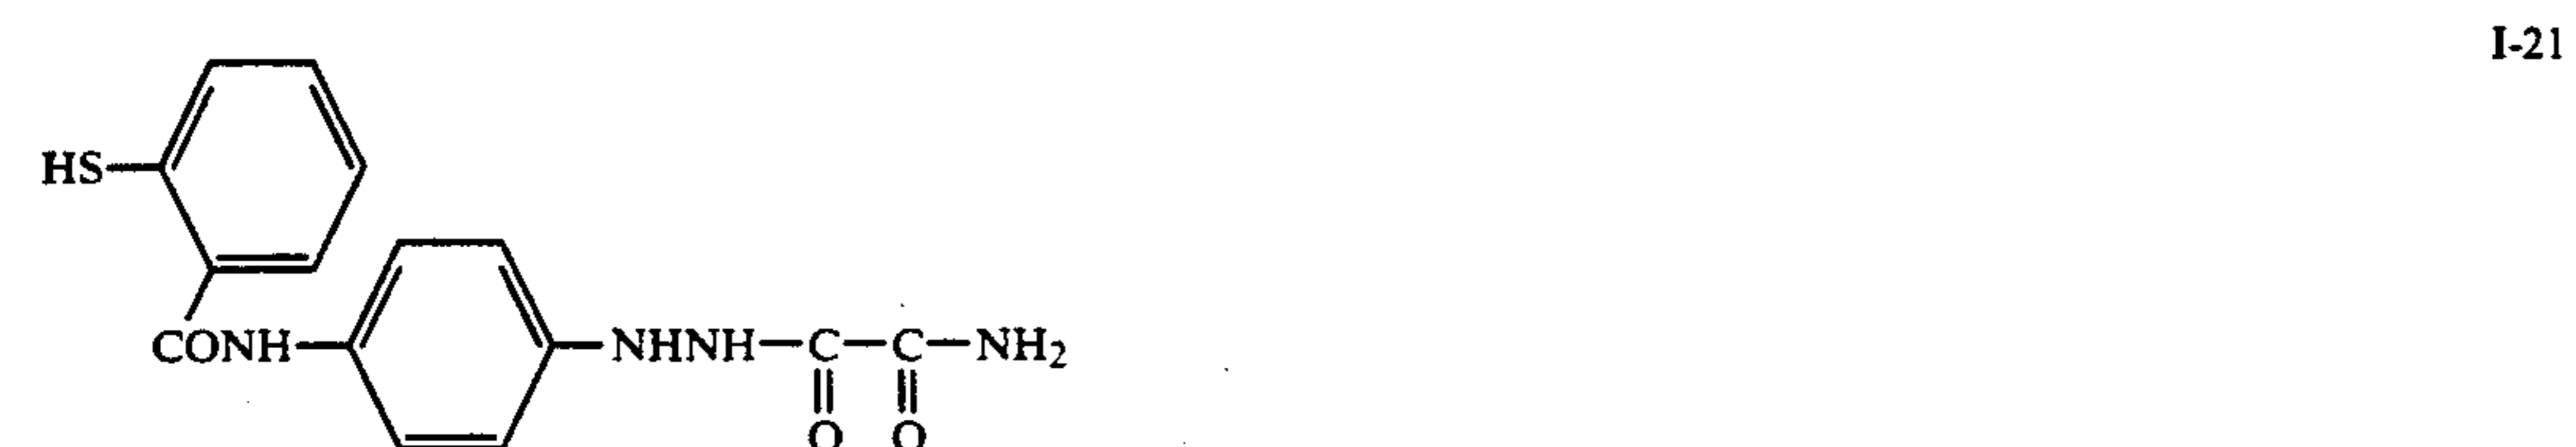 I-21
HS
CONH NHNH C C NH₂
O O